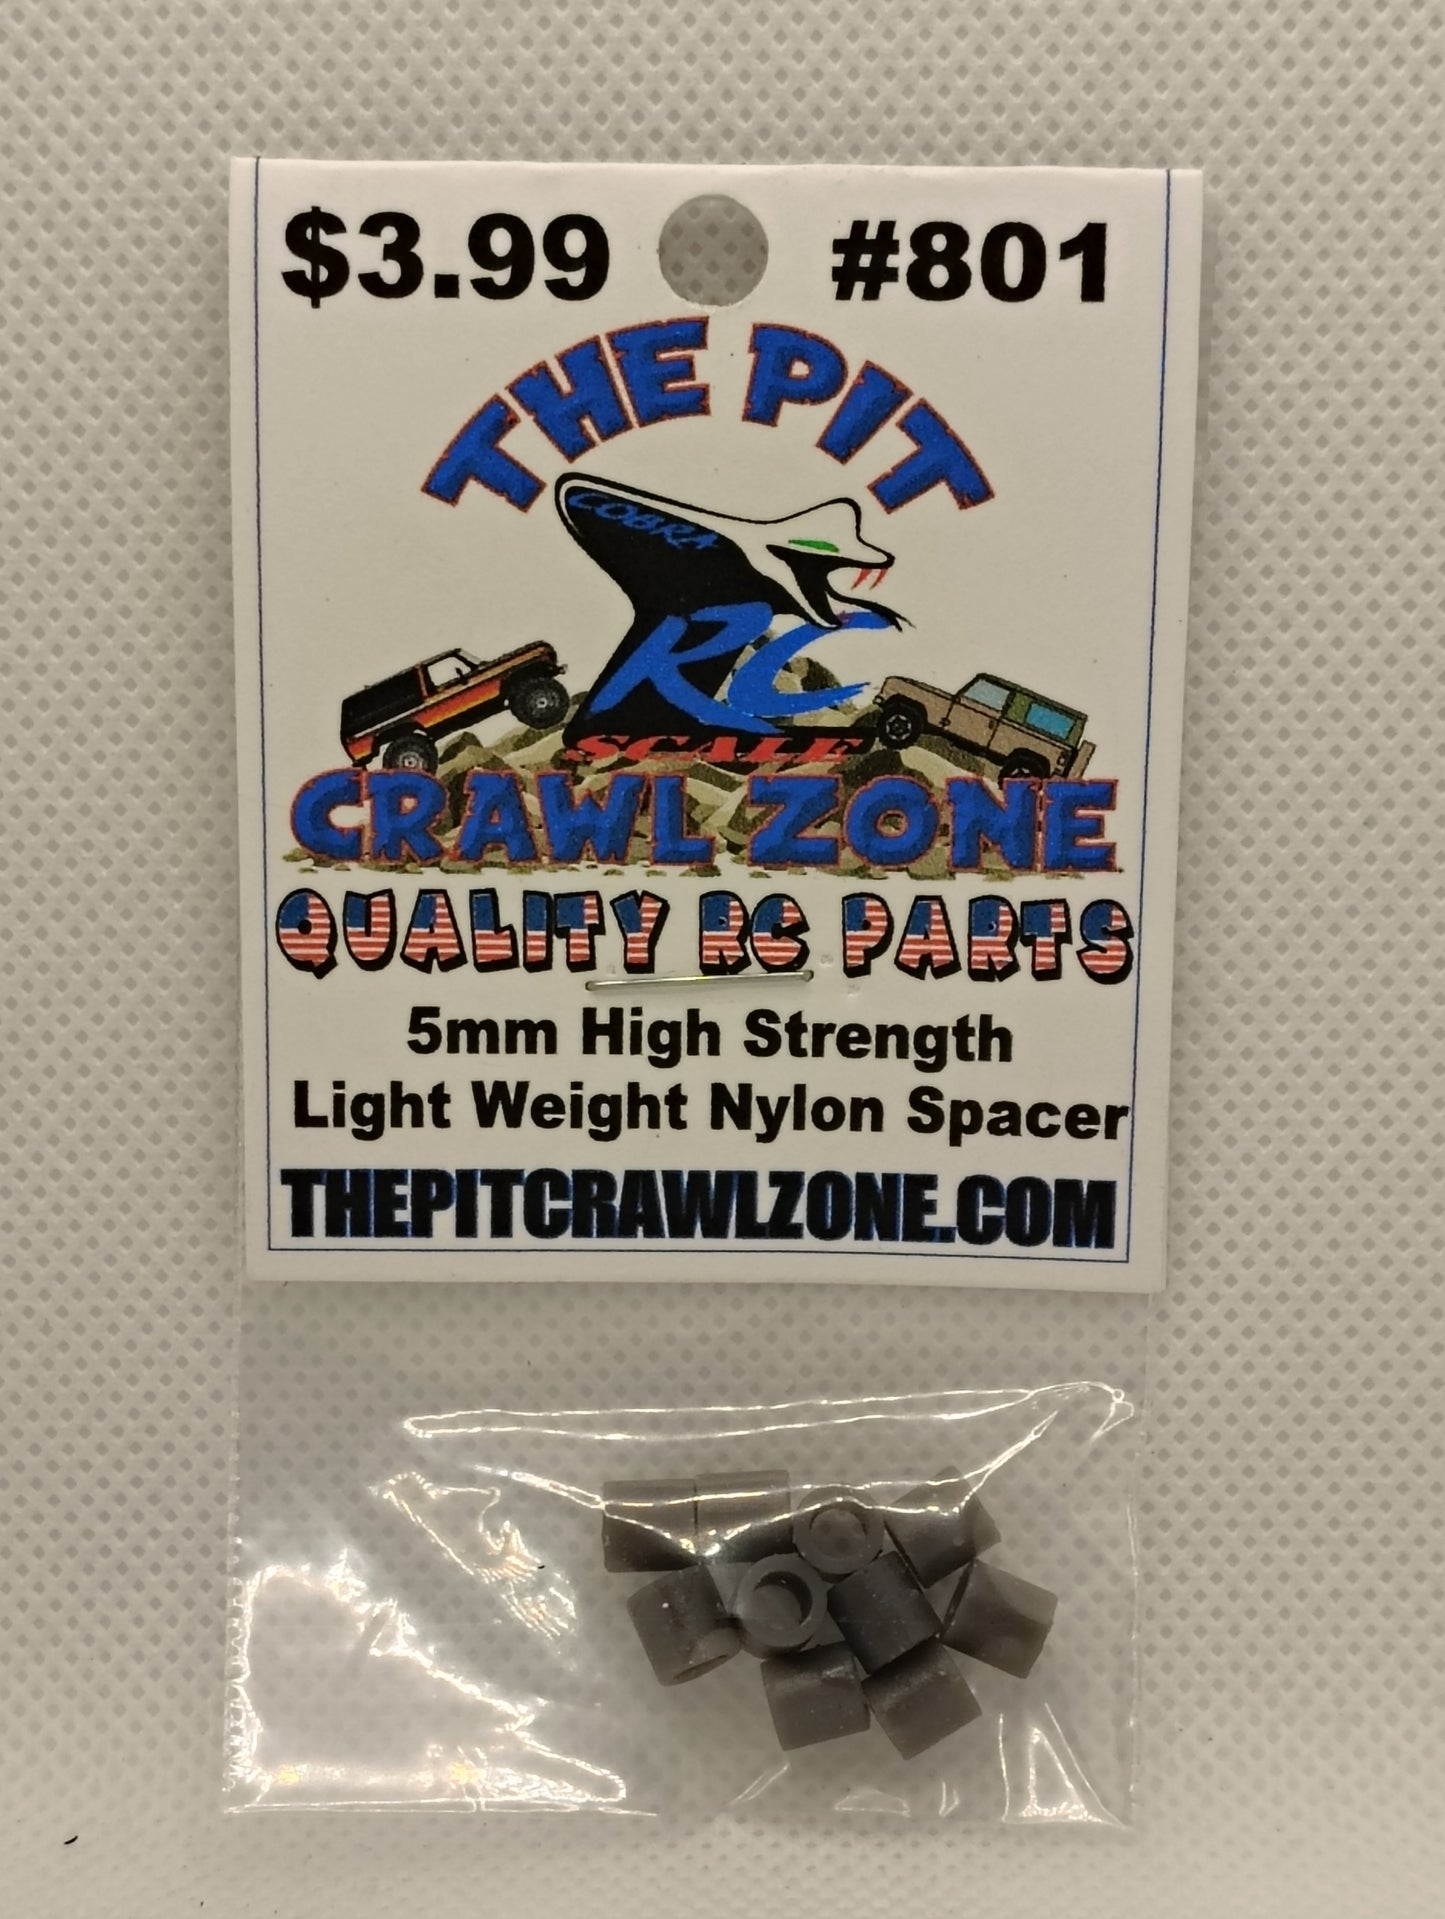 $3.99 #801
THE PIT
COBRA
RC
SCALE
CRAWL ZONE
QUALITY RC PARTS
5mm High Strength
Light Weight Nylon Spacer
THEPITCRAWLZONE.COM